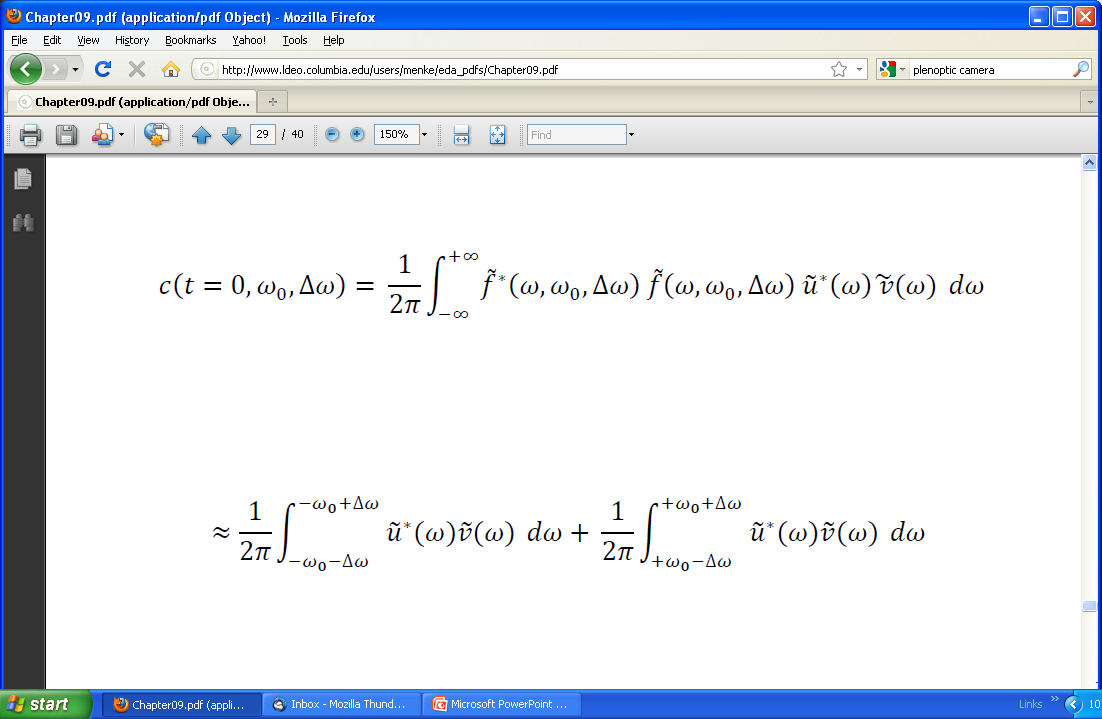 Chapter09.pdf (application/pdf Object) - Mozilla Firefox
File Edit View History Bookmarks Yahoo! Tools Help
http://www.ldeo.columbia.edu/users/menke/eda_pdfs/Chapter09.pdf plenoptic camera
Chapter09.pdf (application/pdf Obje...
29 / 40 150% Find
c(t = 0, ω₀, Δω) = 1/2π ∫_{−∞}^{+∞} f̃*(ω, ω₀, Δω) f̃(ω, ω₀, Δω) ũ*(ω) ṽ(ω) dω
≈ 1/2π ∫_{−ω₀−Δω}^{−ω₀+Δω} ũ*(ω)ṽ(ω) dω + 1/2π ∫_{+ω₀−Δω}^{+ω₀+Δω} ũ*(ω)ṽ(ω) dω
start Chapter09.pdf (appli... Inbox - Mozilla Thund... Microsoft PowerPoint ... Links » 10